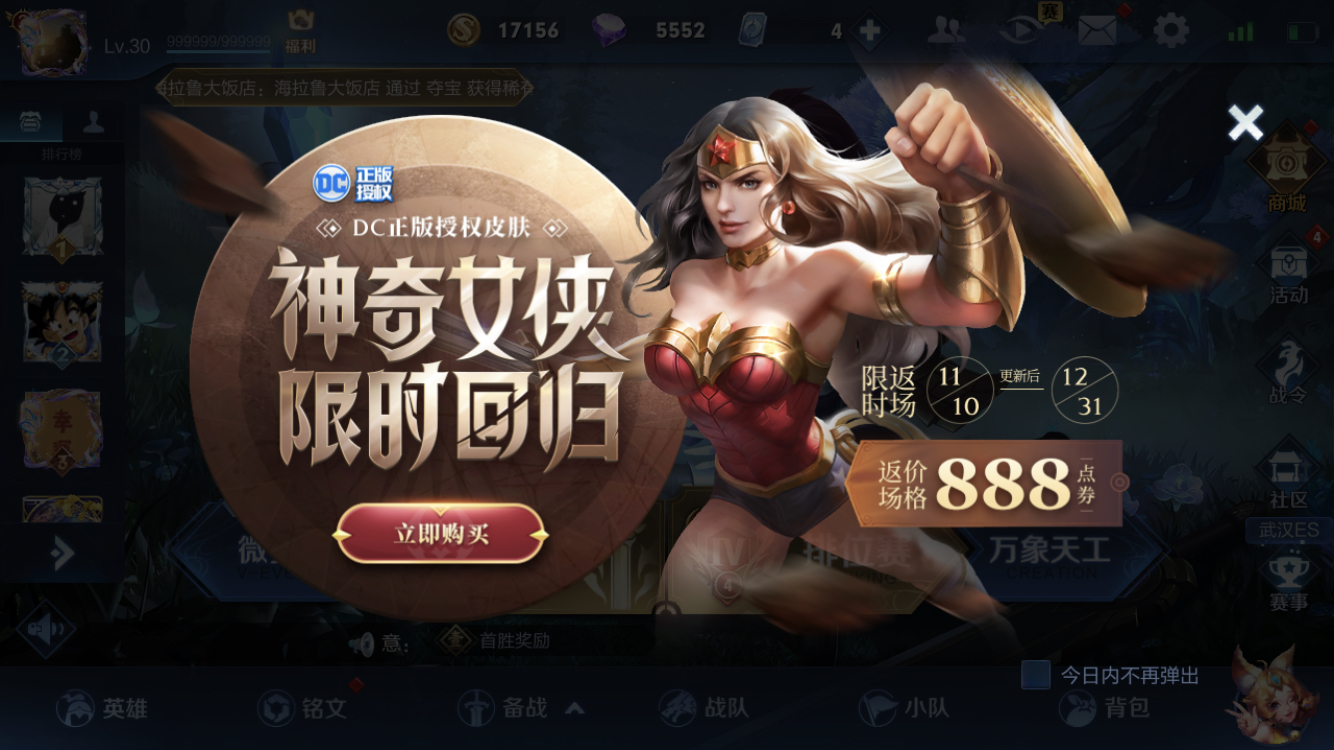 Lv.30
999999/999999
福利
17156
5552
4
赛
拉鲁大饭店：海拉鲁大饭店 通过 夺宝 获得稀
排行榜
1
2
3
DC
正版
授权
DC正版授权皮肤
神奇女侠
限时回归
立即购买
限时返场
11/10
更新后
12/31
返场价格
888
点券
商城
4
活动
战令
社区
武汉ES
赛事
微
排位赛
万象天工
CREATION
意：
首胜奖励
今日内不再弹出
英雄
铭文
备战
战队
小队
背包